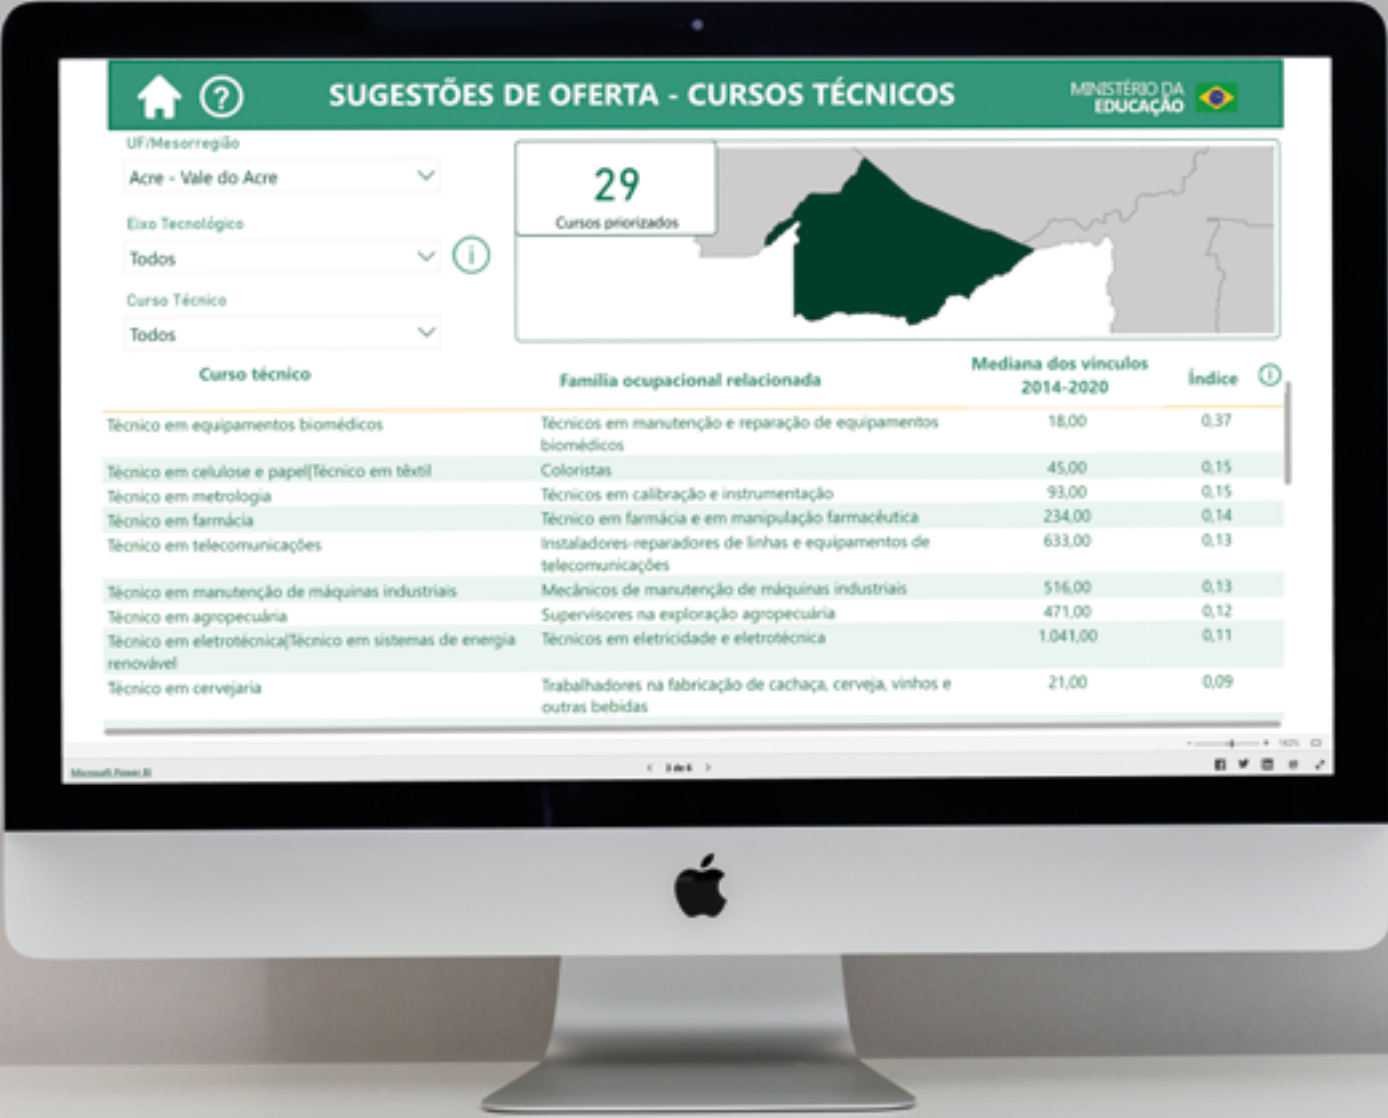 SUGESTÕES DE OFERTA - CURSOS TÉCNICOS
MINISTÉRIO DA
EDUCAÇÃO
UF/Mesorregião
Acre - Vale do Acre
Eixo Tecnológico
Todos
Curso Técnico
Todos
29
Cursos priorizados
Curso técnico
Família ocupacional relacionada
Mediana dos vínculos
2014-2020
Índice
Técnico em equipamentos biomédicos
Técnicos em manutenção e reparação de equipamentos
biomédicos
18,00
0,37
Técnico em celulose e papel|Técnico em têxtil
Coloristas
45,00
0,15
Técnico em metrologia
Técnicos em calibração e instrumentação
93,00
0,15
Técnico em farmácia
Técnico em farmácia e em manipulação farmacêutica
234,00
0,14
Técnico em telecomunicações
Instaladores-reparadores de linhas e equipamentos de
telecomunicações
633,00
0,13
Técnico em manutenção de máquinas industriais
Mecânicos de manutenção de máquinas industriais
516,00
0,13
Técnico em agropecuária
Supervisores na exploração agropecuária
471,00
0,12
Técnico em eletrotécnica|Técnico em sistemas de energia
renovável
Técnicos em eletricidade e eletrotécnica
1.041,00
0,11
Técnico em cervejaria
Trabalhadores na fabricação de cachaça, cerveja, vinhos e
outras bebidas
21,00
0,09
Microsoft Power BI
3 de 6